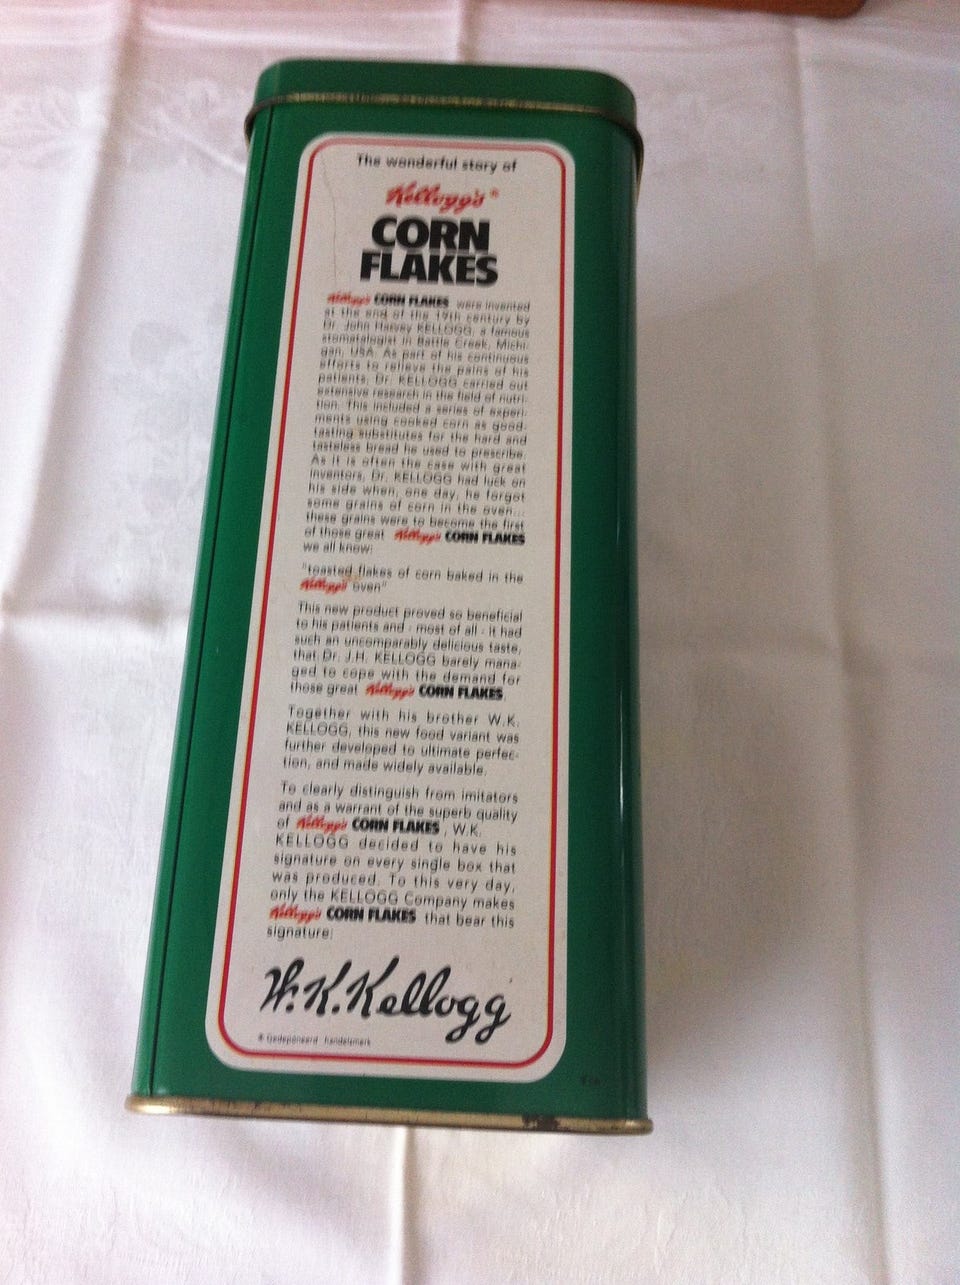 The wonderful story of
Kellogg's®
CORN
FLAKES
Kellogg's CORN FLAKES were invented
at the end of the 19th century by
Dr. John Harvey KELLOGG, a famous
stomatalogist in Battle Creek, Michi-
gan, USA. As part of his continuous
efforts to relieve the pains of his
patients, Dr. KELLOGG carried out
extensive research in the field of nutri-
tion. This included a series of experi-
ments using cooked corn as good-
tasting substitutes for the hard and
tasteless bread he used to prescribe.
As it is often the case with great
inventors, Dr. KELLOGG had luck on
his side when, one day, he forgot
some grains of corn in the oven...
these grains were to become the first
of those great Kellogg's CORN FLAKES
we all know:
"toasted flakes of corn baked in the
Kellogg's oven"
This new product proved so beneficial
to his patients and - most of all - it had
such an uncomparably delicious taste,
that Dr. J.H. KELLOGG barely mana-
ged to cope with the demand for
those great Kellogg's CORN FLAKES.
Together with his brother W.K.
KELLOGG, this new food variant was
further developed to ultimate perfec-
tion, and made widely available.
To clearly distinguish from imitators
and as a warrant of the superb quality
of Kellogg's CORN FLAKES, W.K.
KELLOGG decided to have his
signature on every single box that
was produced. To this very day,
only the KELLOGG Company makes
Kellogg's CORN FLAKES that bear this
signature:
W.K.Kellogg
® Gedeponeerd handelsmerk